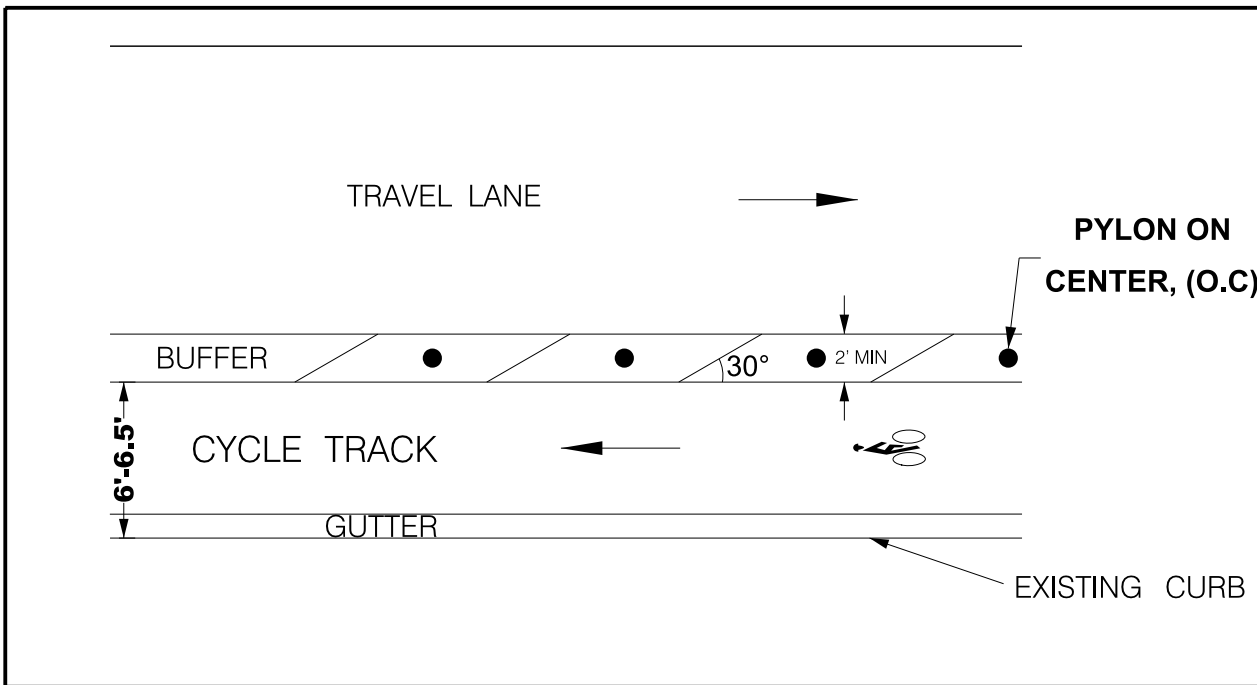 TRAVEL LANE
PYLON ON
CENTER, (O.C)
BUFFER
30°
2' MIN
6'-6.5'
CYCLE TRACK
GUTTER
EXISTING CURB